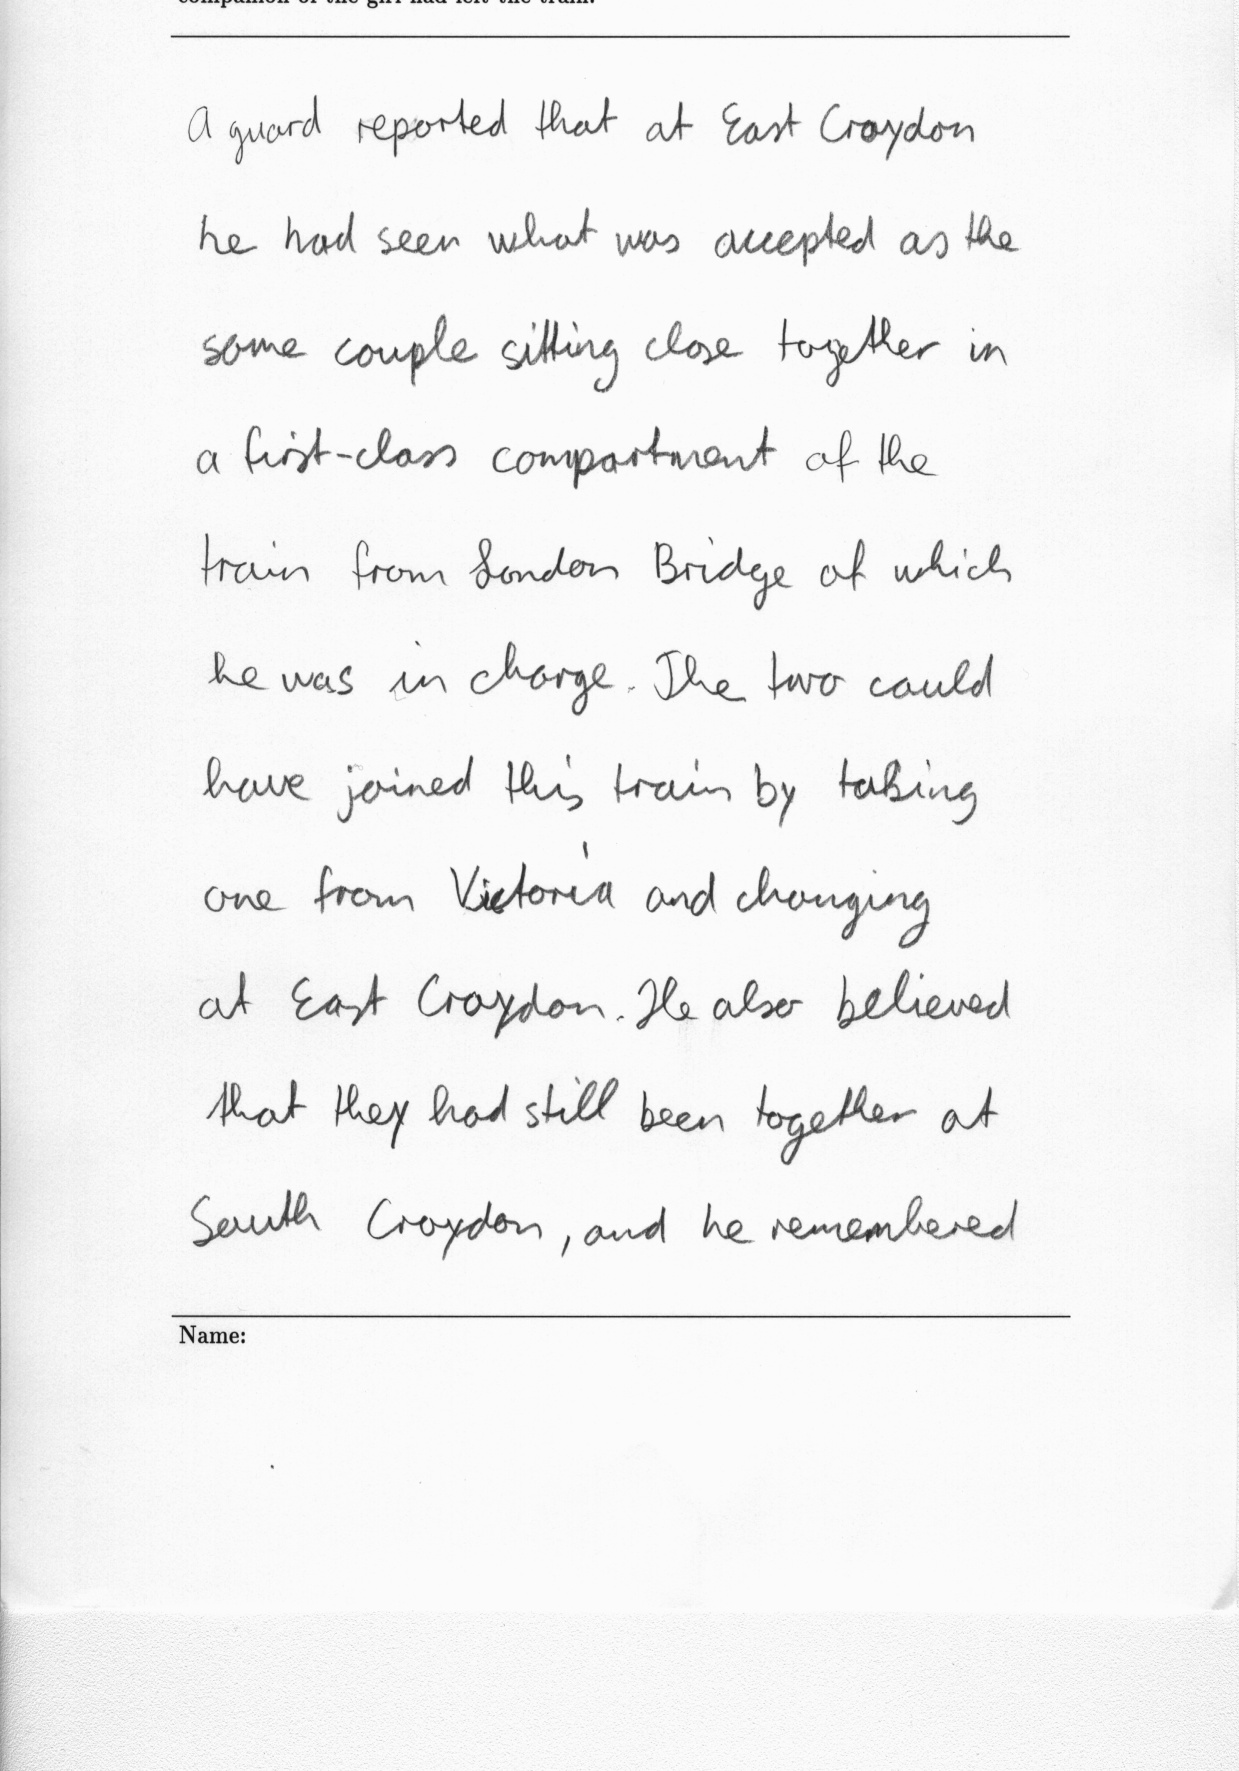 companion of the girl had left the train.
A guard reported that at East Croydon
he had seen what was accepted as the
same couple sitting close together in
a first-class compartment of the
train from London Bridge of which
he was in charge. The two could
have joined this train by taking
one from Victoria and changing
at East Croydon. He also believed
that they had still been together at
South Croydon, and he remembered
Name: